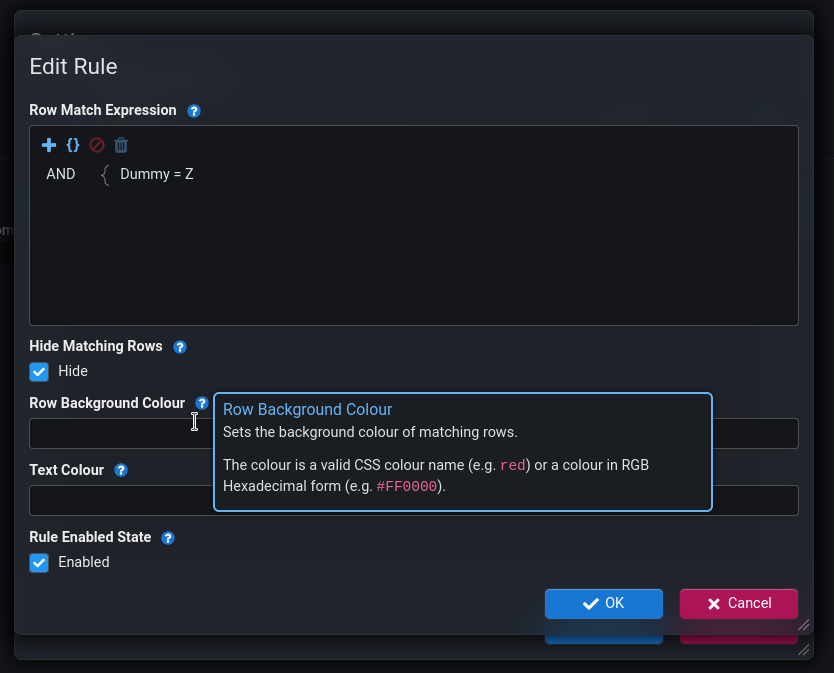 Edit Rule
Row Match Expression
AND { Dummy = Z
Hide Matching Rows
Hide
Row Background Colour
Row Background Colour
Sets the background colour of matching rows.
The colour is a valid CSS colour name (e.g. red) or a colour in RGB
Hexadecimal form (e.g. #FF0000).
Text Colour
Rule Enabled State
Enabled
OK
Cancel